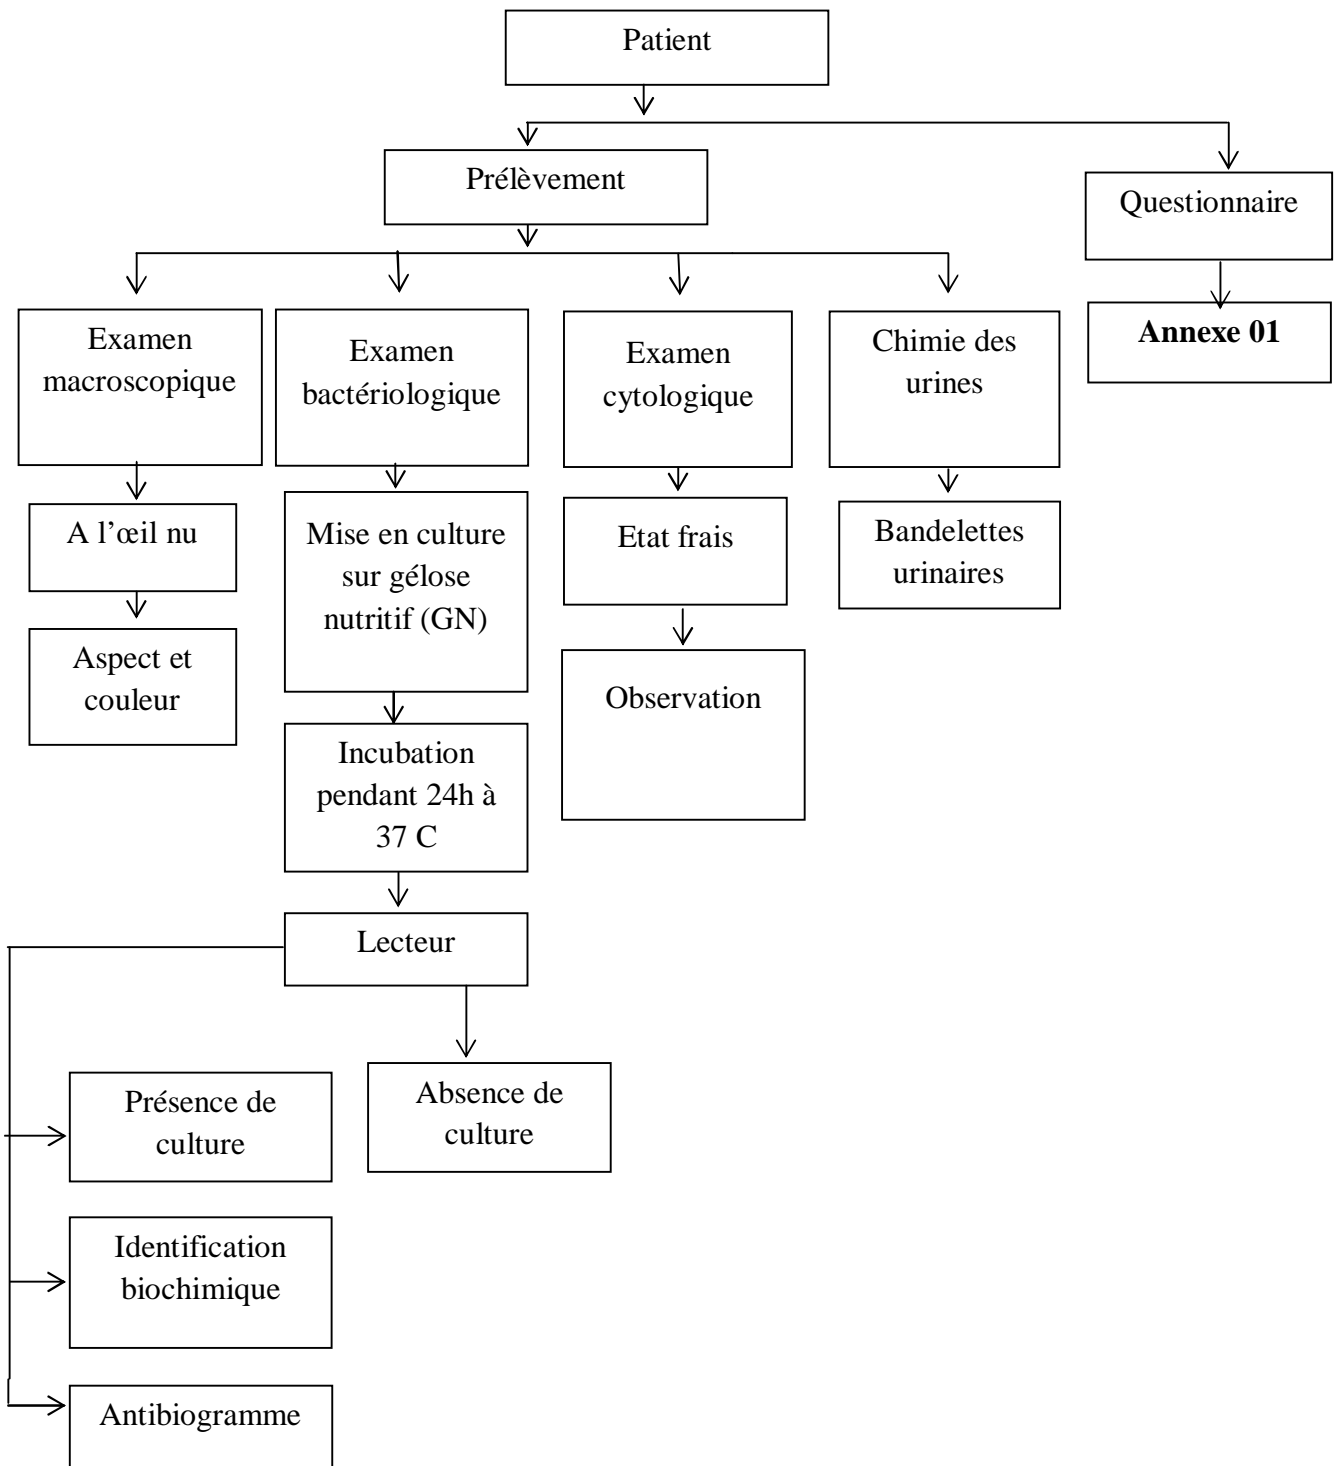 Patient
Prélèvement
Questionnaire
Annexe 01
Examen
macroscopique
Examen
bactériologique
Examen
cytologique
Chimie des
urines
A l’œil nu
Mise en culture
sur gélose
nutritif (GN)
Etat frais
Bandelettes
urinaires
Aspect et
couleur
Observation
Incubation
pendant 24h à
37 C
Lecteur
Présence de
culture
Absence de
culture
Identification
biochimique
Antibiogramme